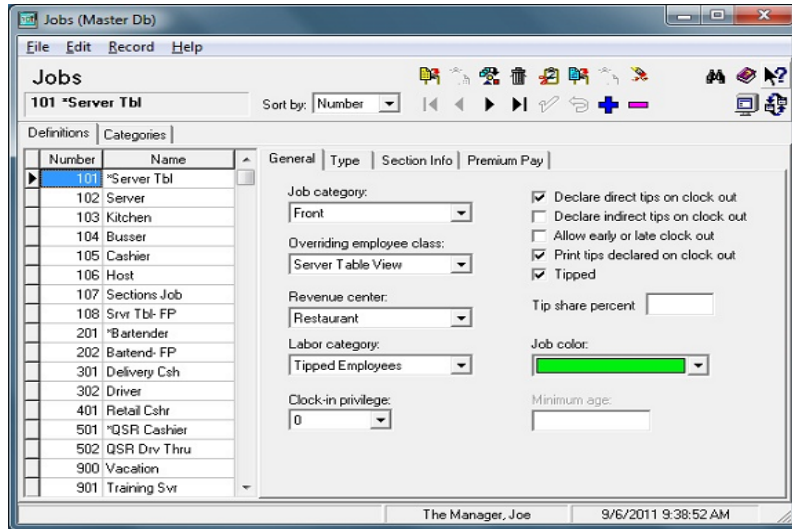 Jobs (Master Db)
File Edit Record Help
Jobs
101 *Server Tbl
Sort by: Number
Definitions Categories
Number Name
101 *Server Tbl
102 Server
103 Kitchen
104 Busser
105 Cashier
106 Host
107 Sections Job
108 Srvr Tbl- FP
201 *Bartender
202 Bartend- FP
301 Delivery Csh
302 Driver
401 Retail Cshr
501 *QSR Cashier
502 QSR Drv Thru
900 Vacation
901 Training Svr
General Type Section Info Premium Pay
Job category:
Front
Overriding employee class:
Server Table View
Revenue center:
Restaurant
Labor category:
Tipped Employees
Clock-in privilege:
0
Declare direct tips on clock out
Declare indirect tips on clock out
Allow early or late clock out
Print tips declared on clock out
Tipped
Tip share percent
Job color:
Minimum age:
The Manager, Joe 9/6/2011 9:38:52 AM